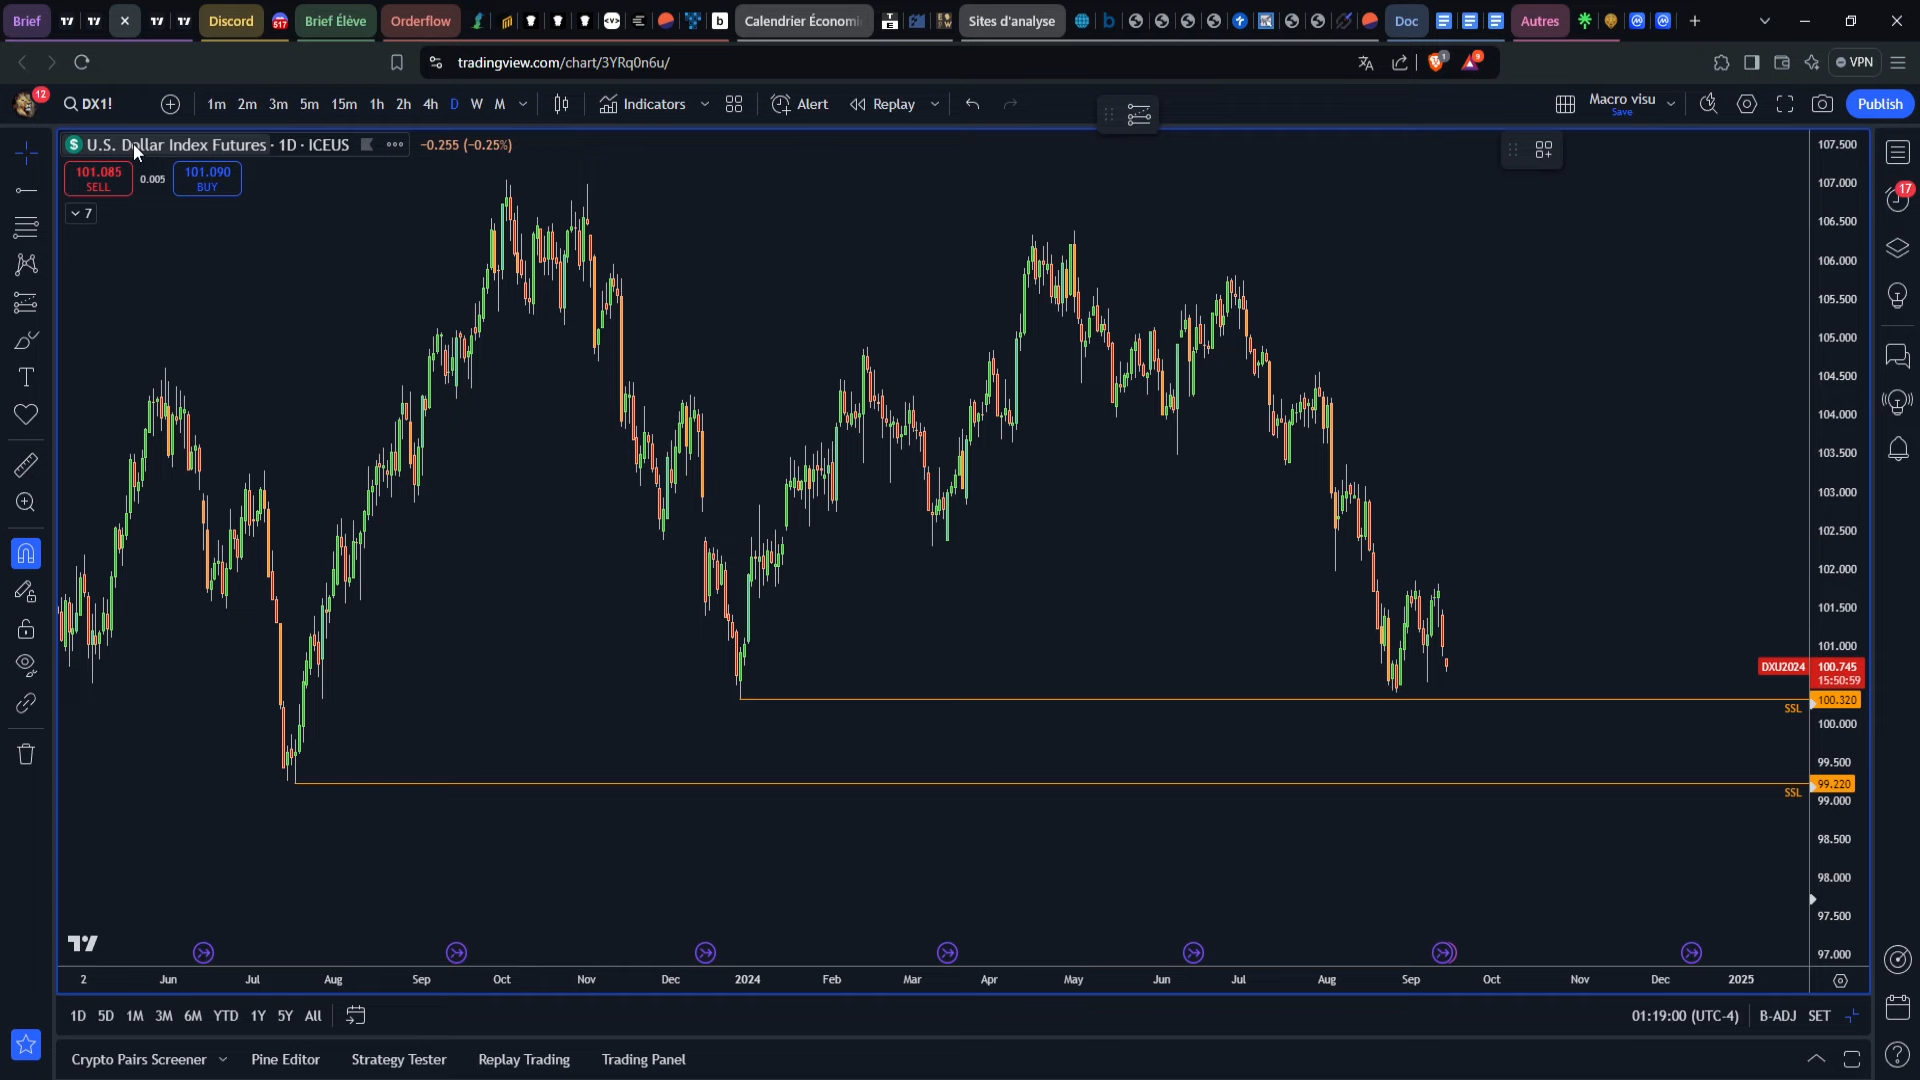 Brief
Discord
617
Brief Élève
Orderflow
Calendrier Économi
Sites d'analyse
Doc
Autres
tradingview.com/chart/3YRq0n6u/
1
9
VPN
12
DX1!
1m 2m 3m 5m 15m 1h 2h 4h D W M
Indicators
Alert
Replay
Macro visu
Save
Publish
U.S. Dollar Index Futures · 1D · ICEUS
−0.255 (−0.25%)
101.085
SELL
0.005
101.090
BUY
7
17
107.500
107.000
106.500
106.000
105.500
105.000
104.500
104.000
103.500
103.000
102.500
102.000
101.500
101.000
DXU2024 100.745
15:50:59
100.320
SSL
100.000
99.500
99.220
SSL
99.000
98.500
98.000
97.500
97.000
2 Jun Jul Aug Sep Oct Nov Dec 2024 Feb Mar Apr May Jun Jul Aug Sep Oct Nov Dec 2025
1D 5D 1M 3M 6M YTD 1Y 5Y All
01:19:00 (UTC-4)
B-ADJ SET
Crypto Pairs Screener
Pine Editor
Strategy Tester
Replay Trading
Trading Panel